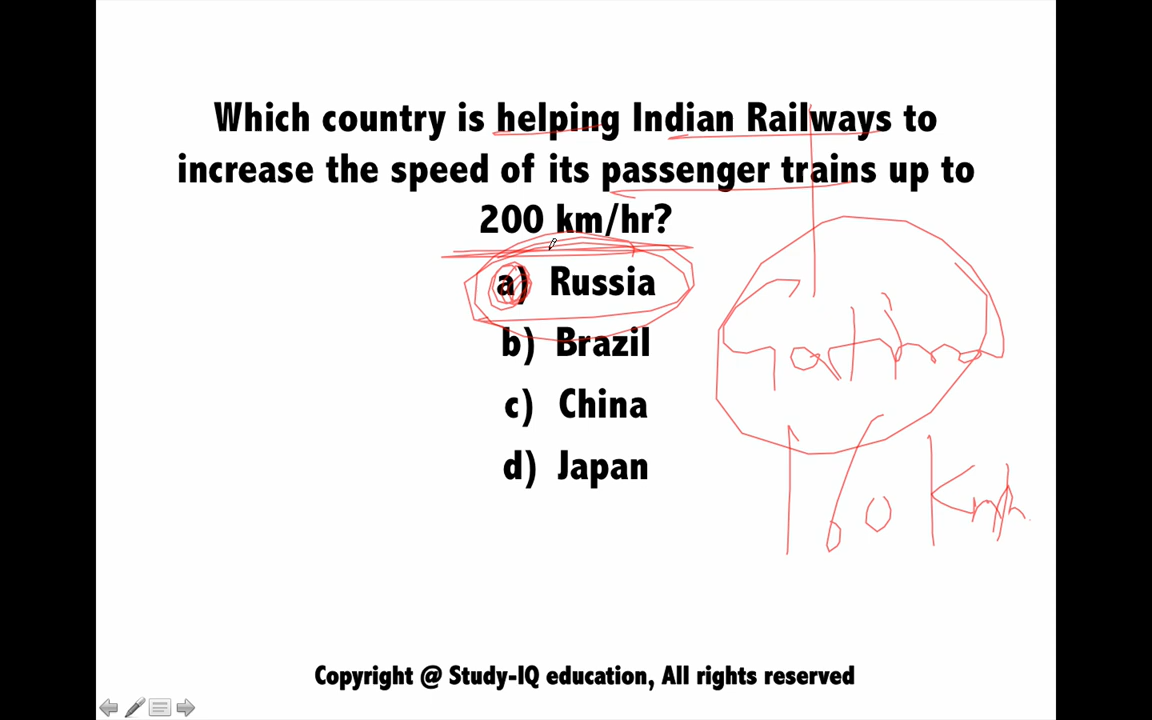 Which country is helping Indian Railways to
increase the speed of its passenger trains up to
200 km/hr?
a) Russia
b) Brazil
c) China
d) Japan
160 Kmph
Copyright @ Study-IQ education, All rights reserved